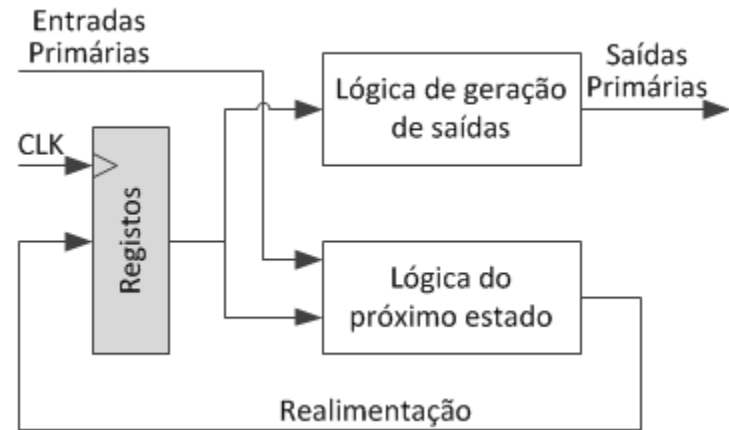 Entradas
Primárias
Lógica de geração
de saídas
Saídas
Primárias
CLK
Registos
Lógica do
próximo estado
Realimentação